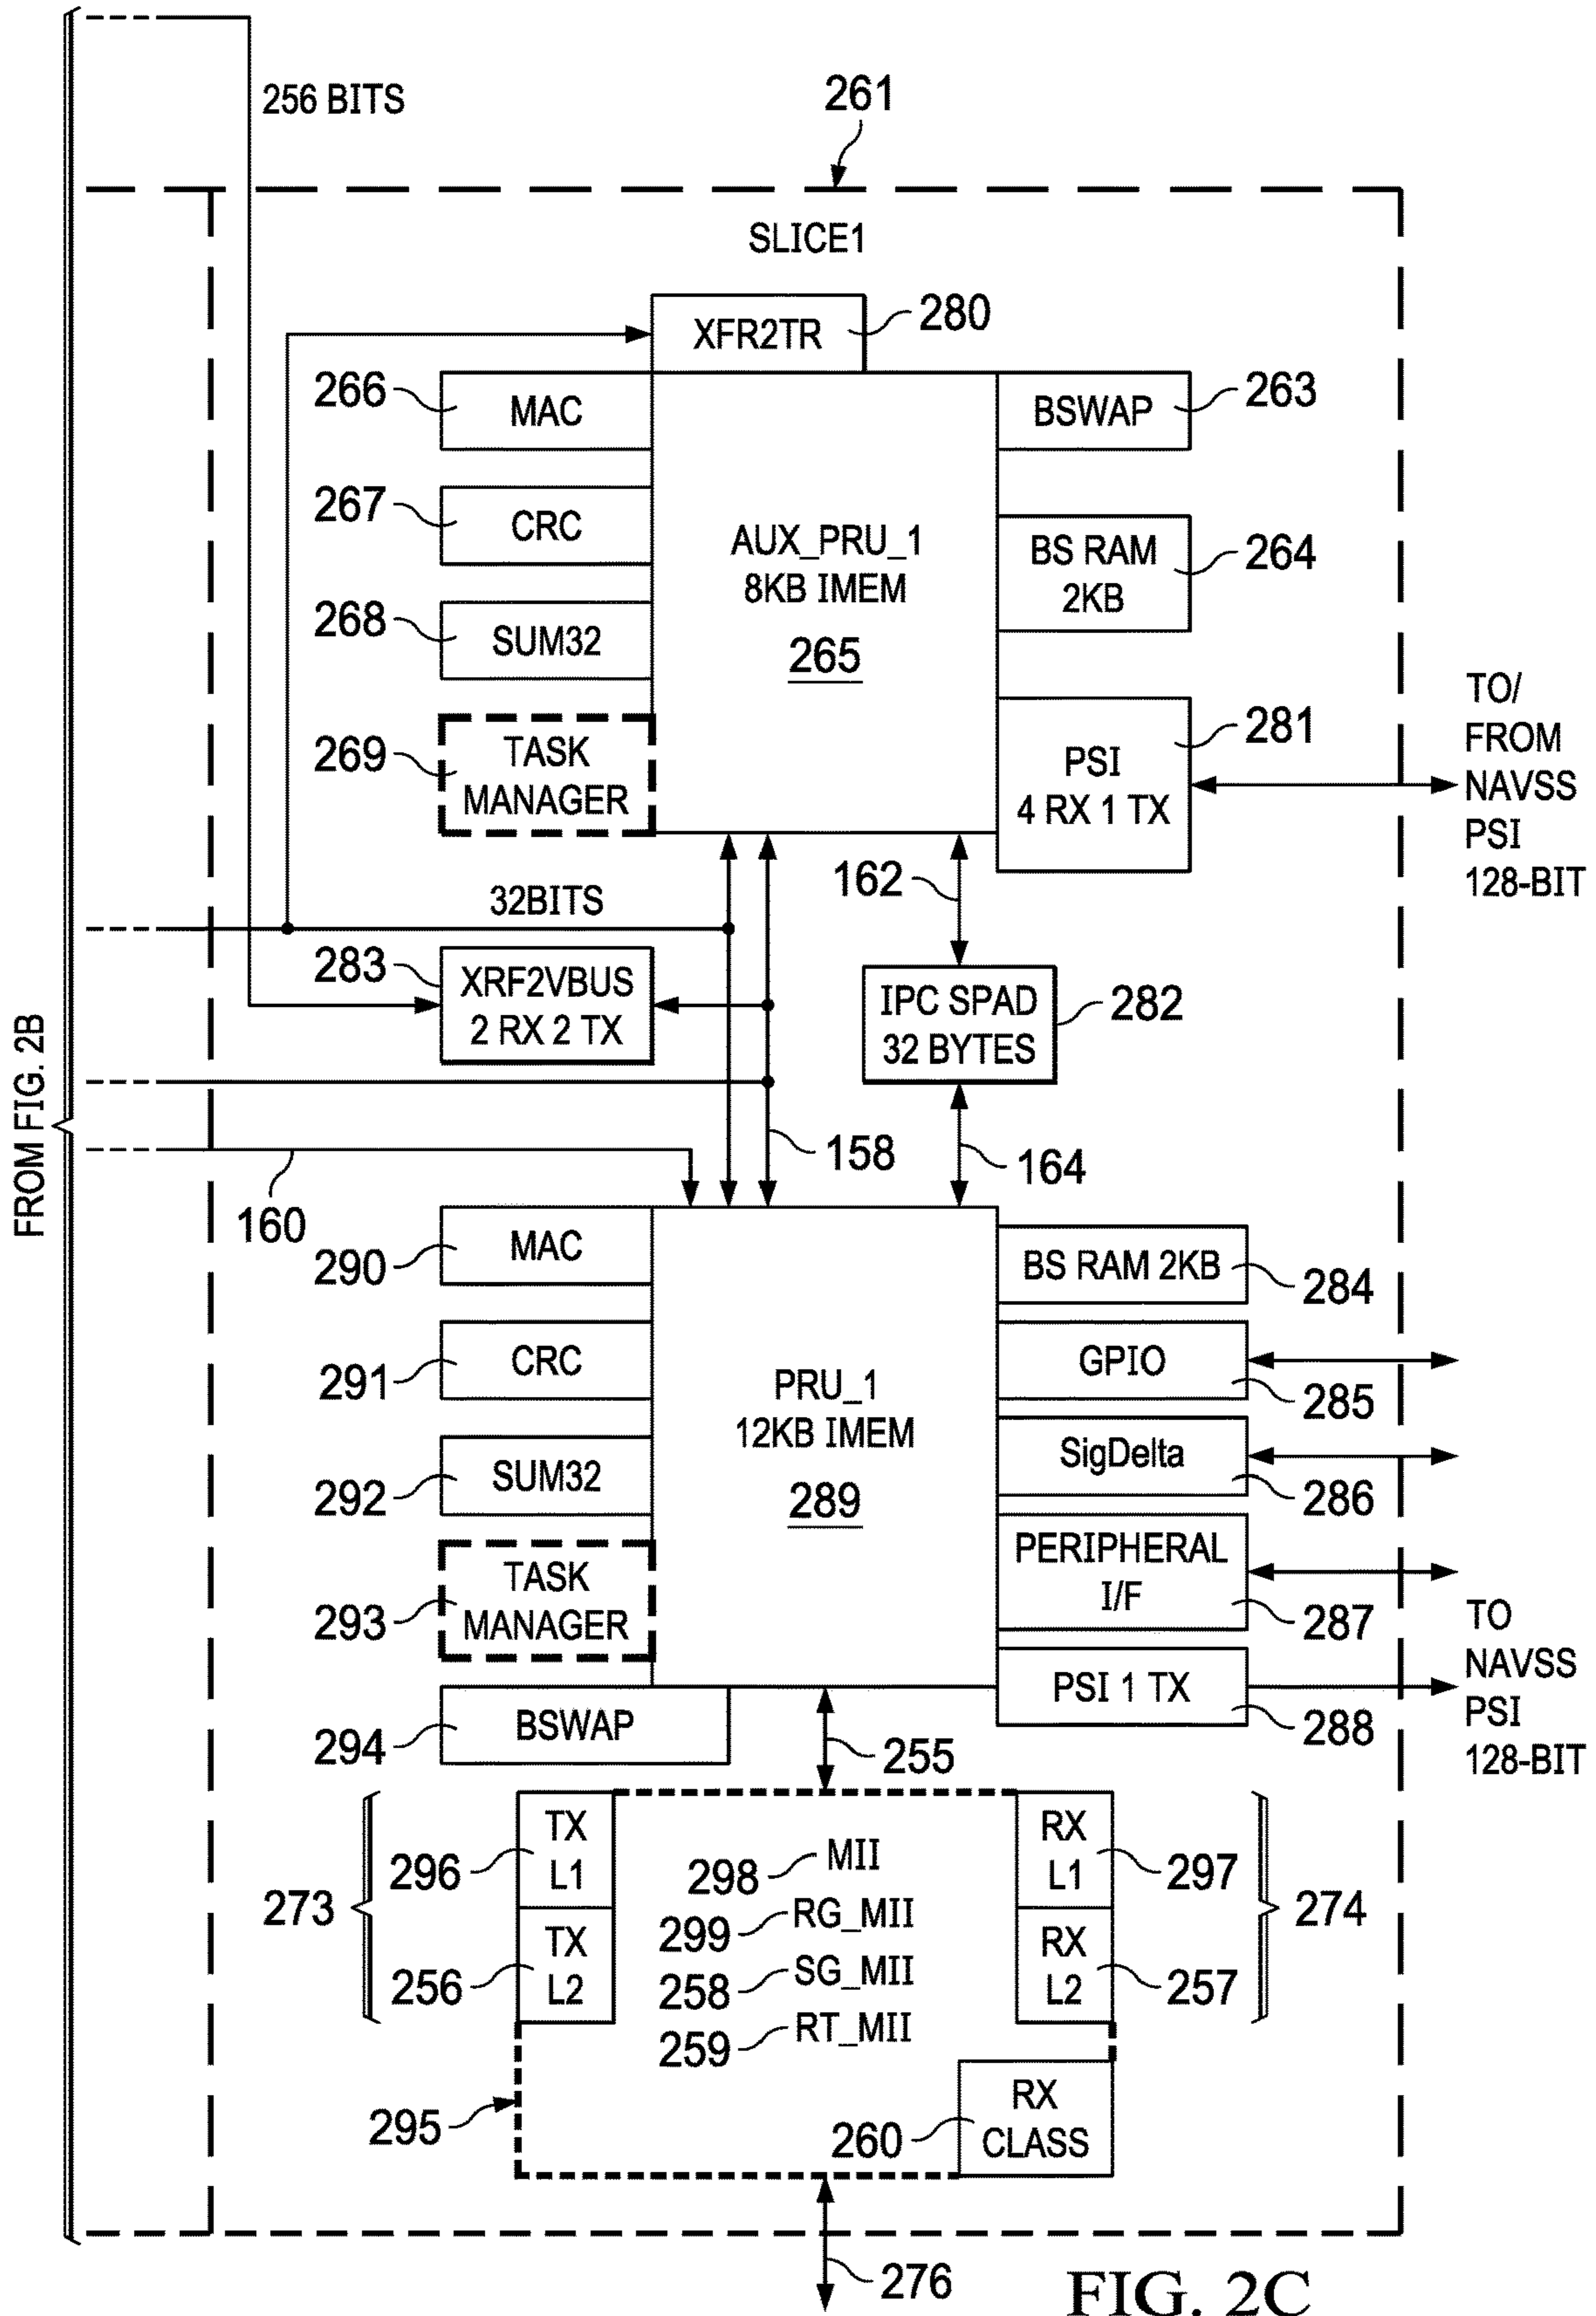 256 BITS
261
SLICE1
XFR2TR
280
266
MAC
BSWAP
263
267
CRC
AUX_PRU_1
8KB IMEM
265
BS RAM
2KB
264
268
SUM32
269
TASK
MANAGER
PSI
4 RX 1 TX
281
TO/
FROM
NAVSS
PSI
128-BIT
162
32BITS
283
XRF2VBUS
2 RX 2 TX
IPC SPAD
32 BYTES
282
FROM FIG. 2B
158
164
160
290
MAC
BS RAM 2KB
284
291
CRC
PRU_1
12KB IMEM
289
GPIO
285
292
SUM32
SigDelta
286
293
TASK
MANAGER
PERIPHERAL
I/F
287
TO
NAVSS
PSI
128-BIT
PSI 1 TX
288
294
BSWAP
255
273
296
TX
L1
256
TX
L2
298
MII
299
RG_MII
258
SG_MII
259
RT_MII
RX
L1
297
RX
L2
257
274
295
260
RX
CLASS
276
FIG. 2C